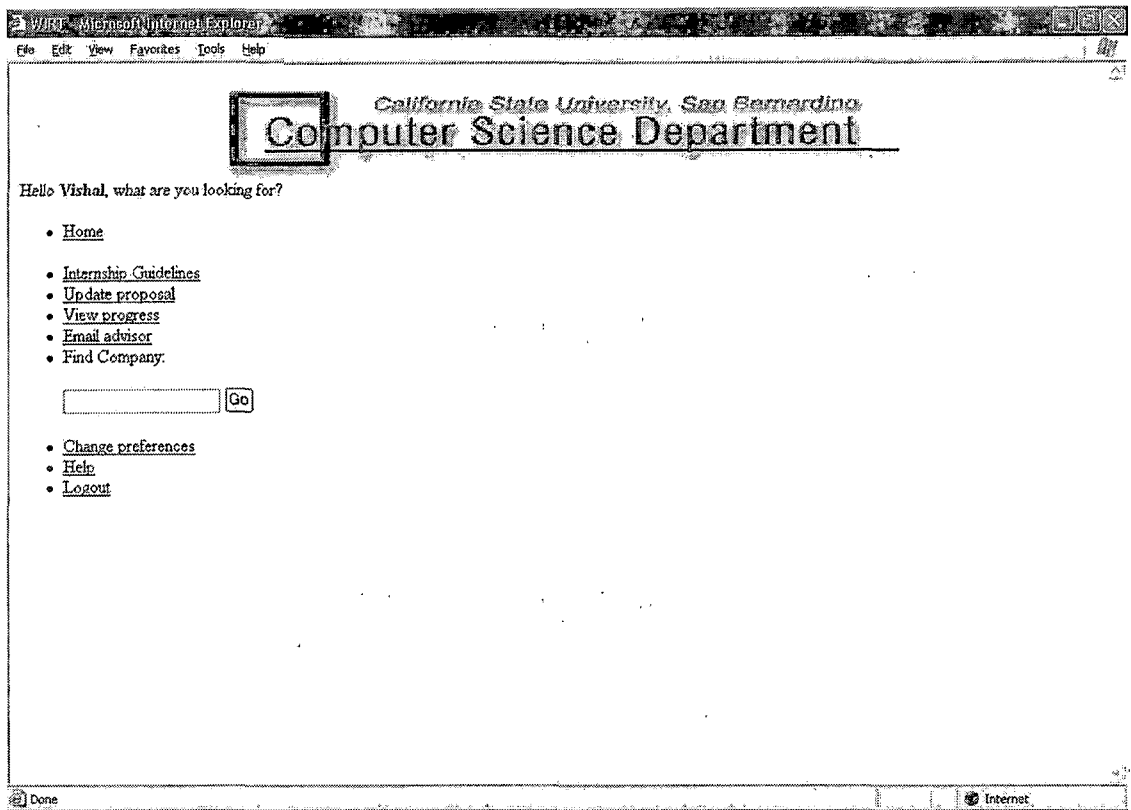 WIRT - Microsoft Internet Explorer
File Edit View Favorites Tools Help
California State University, San Bernardino
Computer Science Department
Hello Vishal, what are you looking for?
• Home
• Internship Guidelines
• Update proposal
• View progress
• Email advisor
• Find Company:
Go
• Change preferences
• Help
• Logout
Done Internet